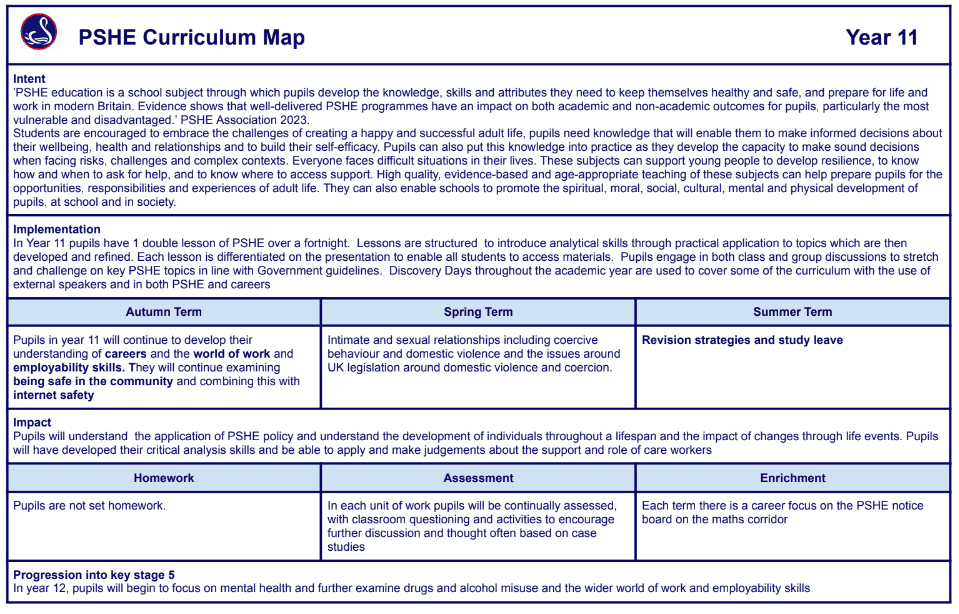 PSHE Curriculum Map
Year 11
Intent
'PSHE education is a school subject through which pupils develop the knowledge, skills and attributes they need to keep themselves healthy and safe, and prepare for life and
work in modern Britain. Evidence shows that well-delivered PSHE programmes have an impact on both academic and non-academic outcomes for pupils, particularly the most
vulnerable and disadvantaged.' PSHE Association 2023.
Students are encouraged to embrace the challenges of creating a happy and successful adult life, pupils need knowledge that will enable them to make informed decisions about
their wellbeing, health and relationships and to build their self-efficacy. Pupils can also put this knowledge into practice as they develop the capacity to make sound decisions
when facing risks, challenges and complex contexts. Everyone faces difficult situations in their lives. These subjects can support young people to develop resilience, to know
how and when to ask for help, and to know where to access support. High quality, evidence-based and age-appropriate teaching of these subjects can help prepare pupils for the
opportunities, responsibilities and experiences of adult life. They can also enable schools to promote the spiritual, moral, social, cultural, mental and physical development of
pupils, at school and in society.
Implementation
In Year 11 pupils have 1 double lesson of PSHE over a fortnight. Lessons are structured to introduce analytical skills through practical application to topics which are then
developed and refined. Each lesson is differentiated on the presentation to enable all students to access materials. Pupils engage in both class and group discussions to stretch
and challenge on key PSHE topics in line with Government guidelines. Discovery Days throughout the academic year are used to cover some of the curriculum with the use of
external speakers and in both PSHE and careers
Autumn Term
Spring Term
Summer Term
Pupils in year 11 will continue to develop their
understanding of careers and the world of work and
employability skills. They will continue examining
being safe in the community and combining this with
internet safety
Intimate and sexual relationships including coercive
behaviour and domestic violence and the issues around
UK legislation around domestic violence and coercion.
Revision strategies and study leave
Impact
Pupils will understand the application of PSHE policy and understand the development of individuals throughout a lifespan and the impact of changes through life events. Pupils
will have developed their critical analysis skills and be able to apply and make judgements about the support and role of care workers
Homework
Assessment
Enrichment
Pupils are not set homework.
In each unit of work pupils will be continually assessed,
with classroom questioning and activities to encourage
further discussion and thought often based on case
studies
Each term there is a career focus on the PSHE notice
board on the maths corridor
Progression into key stage 5
In year 12, pupils will begin to focus on mental health and further examine drugs and alcohol misuse and the wider world of work and employability skills